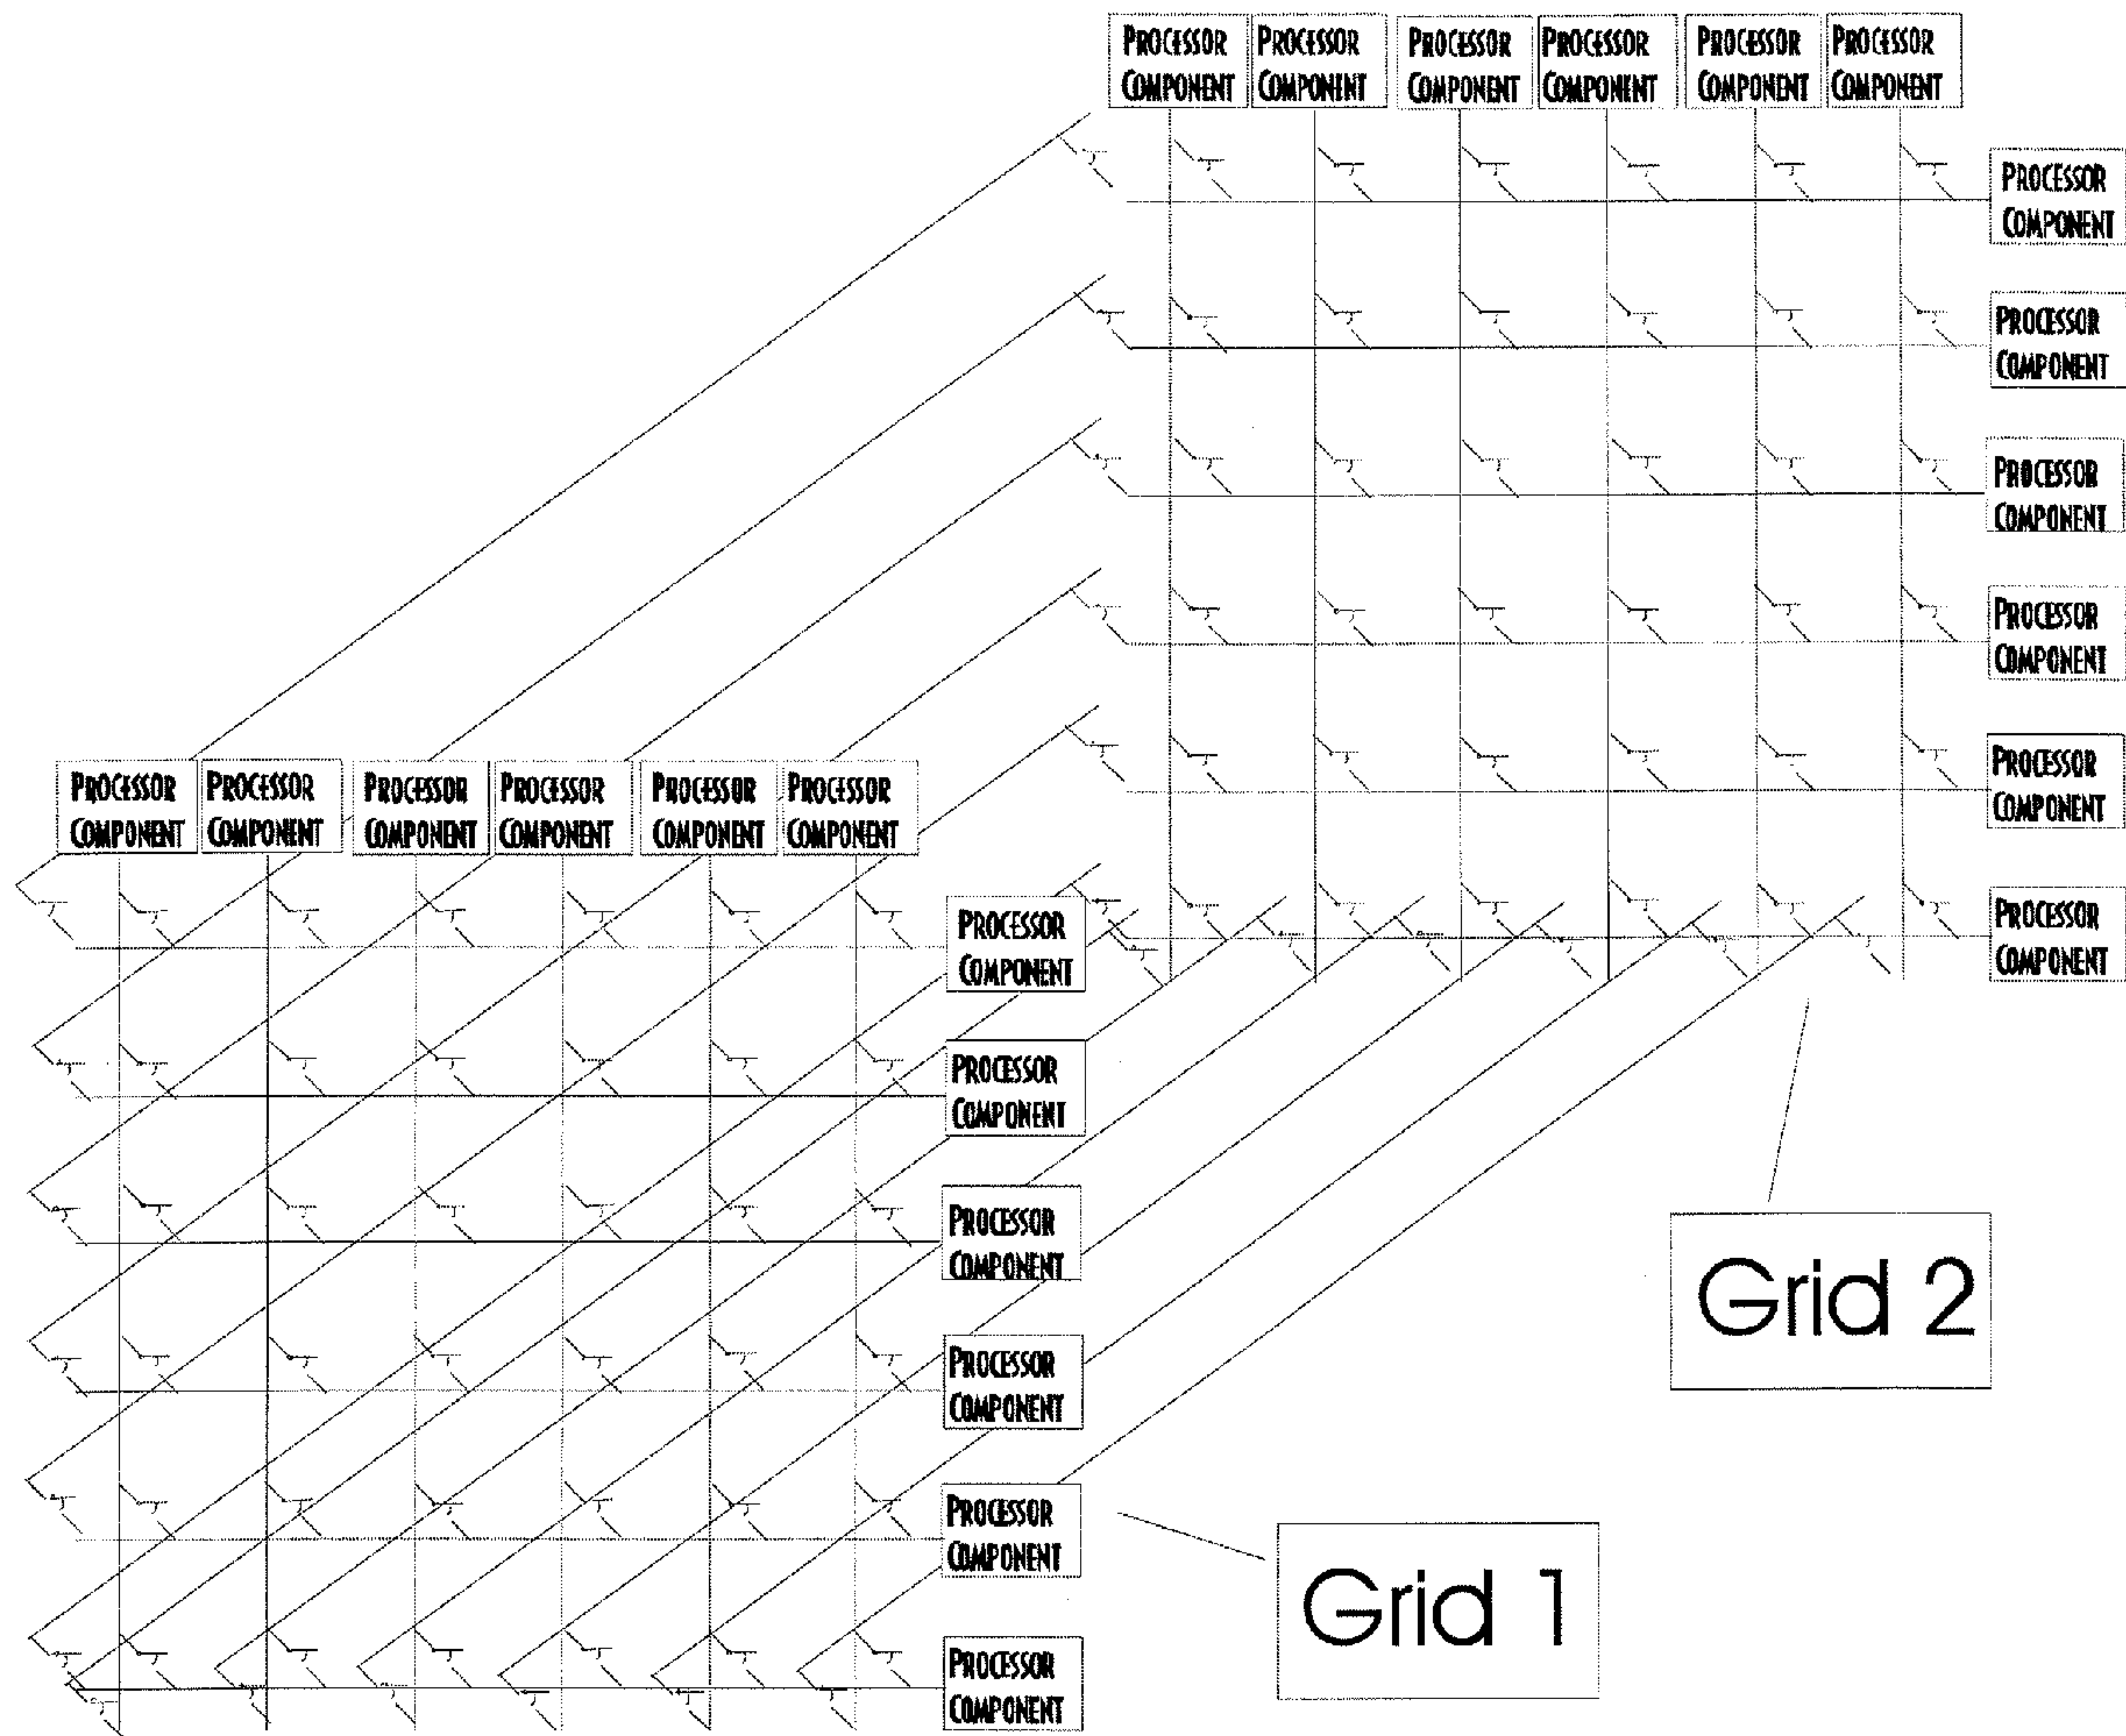 PROCESSOR PROCESSOR PROCESSOR PROCESSOR PROCESSOR PROCESSOR
COMPONENT COMPONENT COMPONENT COMPONENT COMPONENT COMPONENT
PROCESSOR
COMPONENT
PROCESSOR
COMPONENT
PROCESSOR
COMPONENT
PROCESSOR
COMPONENT
PROCESSOR
COMPONENT
PROCESSOR
COMPONENT
PROCESSOR PROCESSOR PROCESSOR PROCESSOR PROCESSOR PROCESSOR
COMPONENT COMPONENT COMPONENT COMPONENT COMPONENT COMPONENT
PROCESSOR
COMPONENT
PROCESSOR
COMPONENT
PROCESSOR
COMPONENT
PROCESSOR
COMPONENT
PROCESSOR
COMPONENT
PROCESSOR
COMPONENT
Grid 2
Grid 1